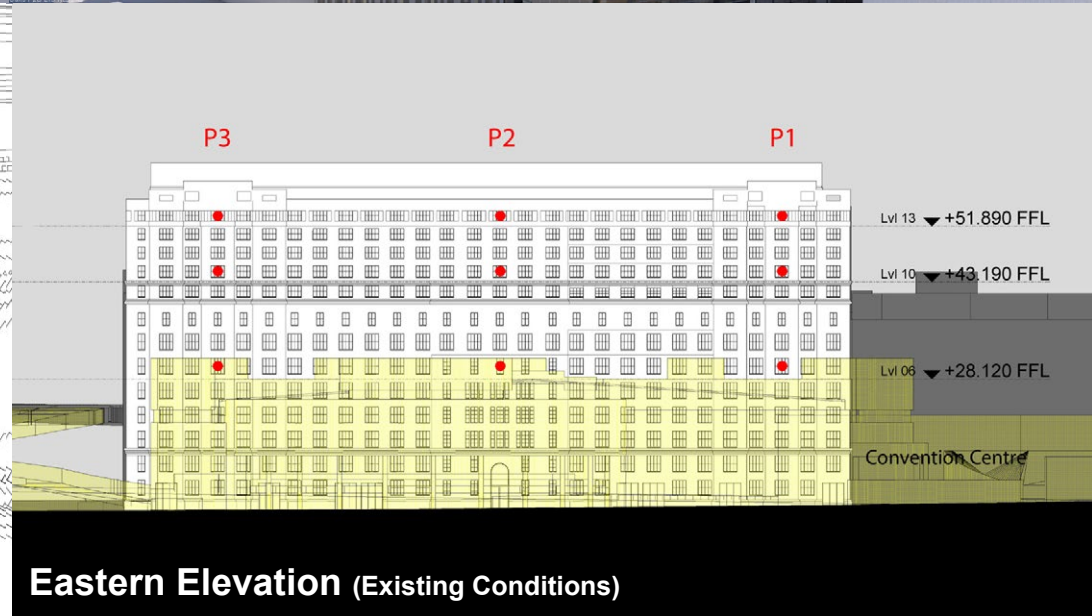 P3 P2 P1
Lvl 13 +51.890 FFL
Lvl 10 +43.190 FFL
Lvl 06 +28.120 FFL
Convention Centre
Eastern Elevation (Existing Conditions)